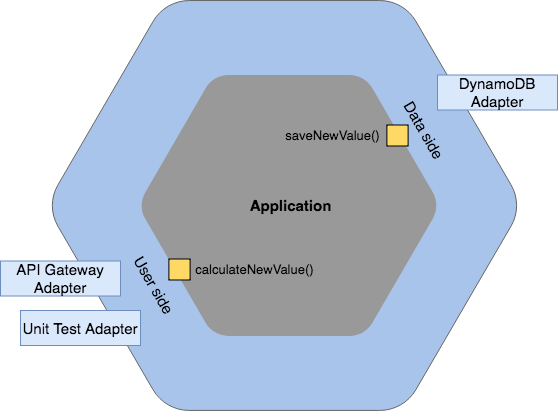 DynamoDB
Adapter
Data side
saveNewValue()
Application
API Gateway
Adapter
User side
calculateNewValue()
Unit Test Adapter